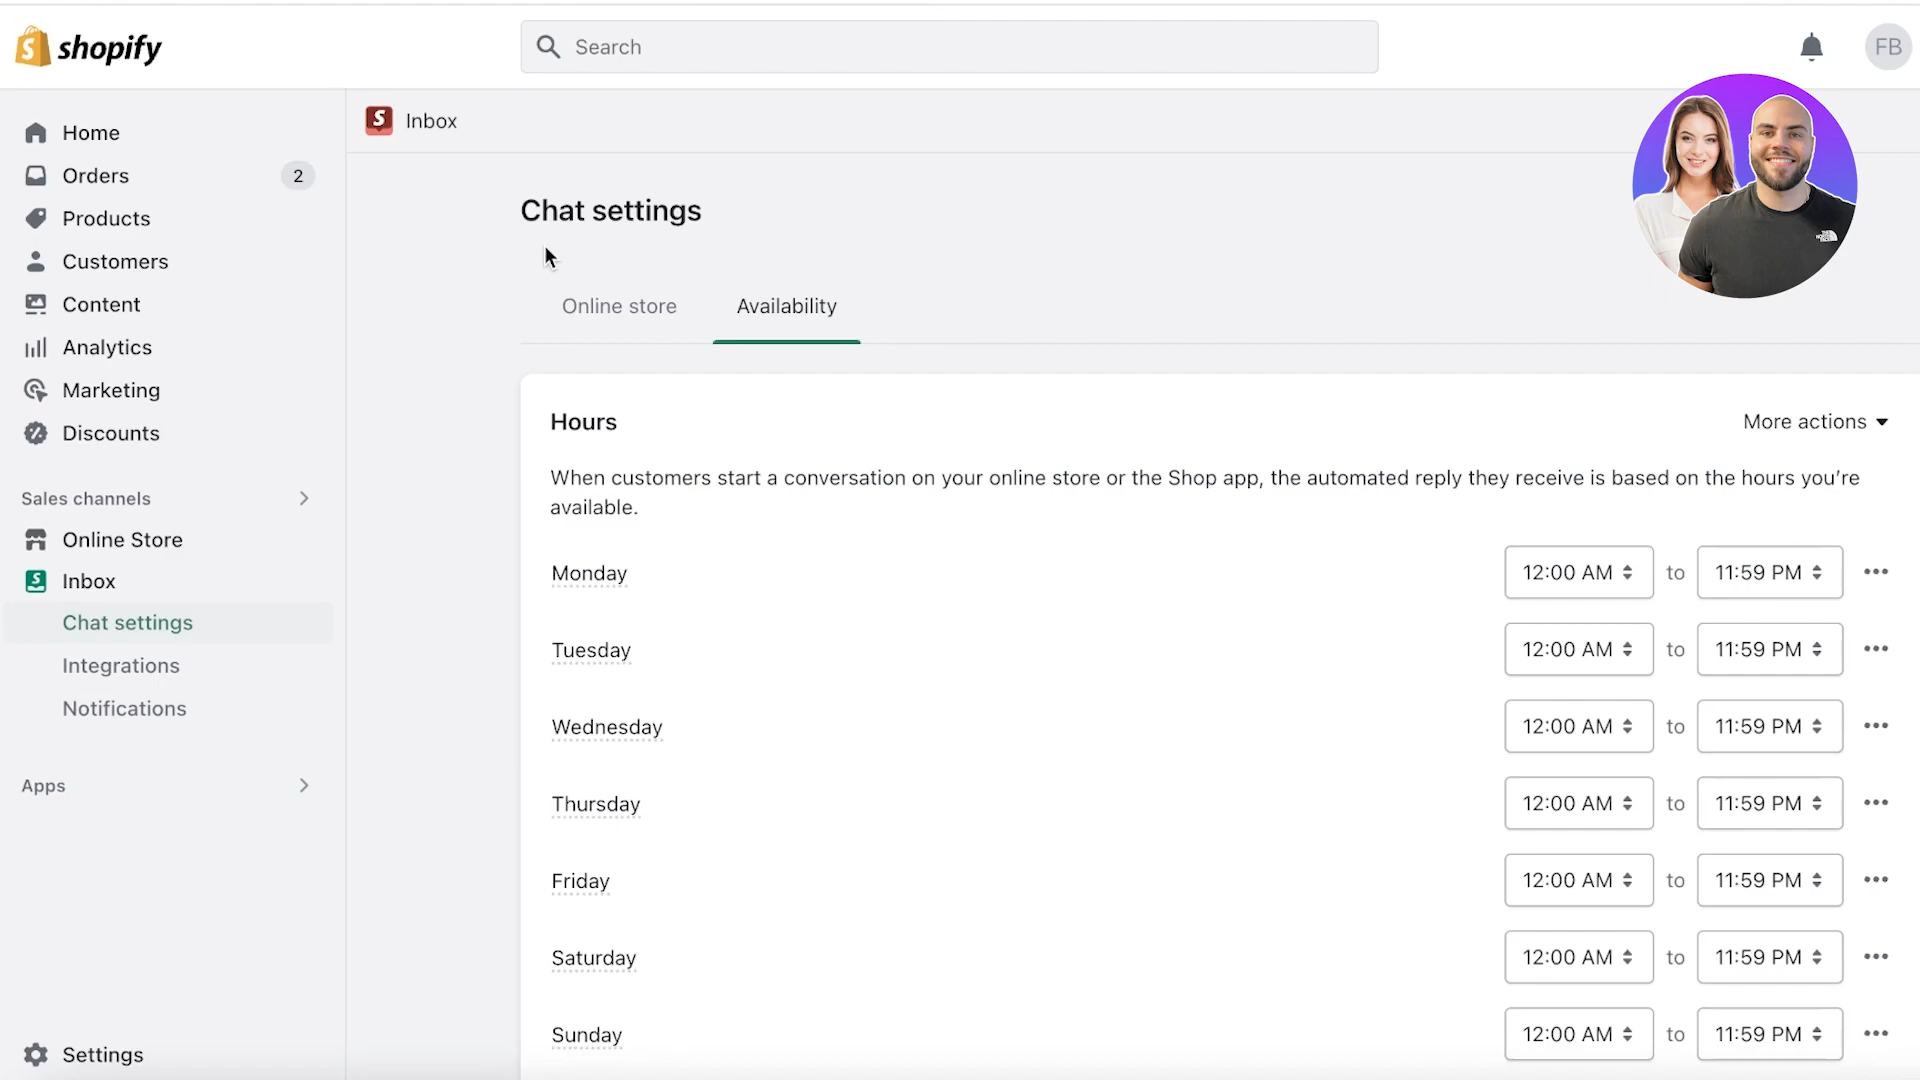 shopify
Search
FB
Home
Orders 2
Products
Customers
Content
Analytics
Marketing
Discounts
Sales channels
Online Store
Inbox
Chat settings
Integrations
Notifications
Apps
Settings
Inbox
Chat settings
Online store Availability
Hours More actions
When customers start a conversation on your online store or the Shop app, the automated reply they receive is based on the hours you’re
available.
Monday 12:00 AM to 11:59 PM
Tuesday 12:00 AM to 11:59 PM
Wednesday 12:00 AM to 11:59 PM
Thursday 12:00 AM to 11:59 PM
Friday 12:00 AM to 11:59 PM
Saturday 12:00 AM to 11:59 PM
Sunday 12:00 AM to 11:59 PM